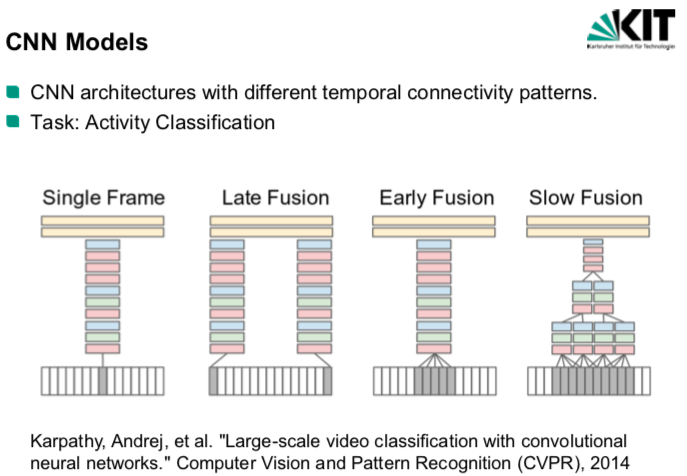 CNN Models
KIT
Karlsruher Institut für Technologie
CNN architectures with different temporal connectivity patterns.
Task: Activity Classification
Single Frame
Late Fusion
Early Fusion
Slow Fusion
Karpathy, Andrej, et al. "Large-scale video classification with convolutional
neural networks." Computer Vision and Pattern Recognition (CVPR), 2014